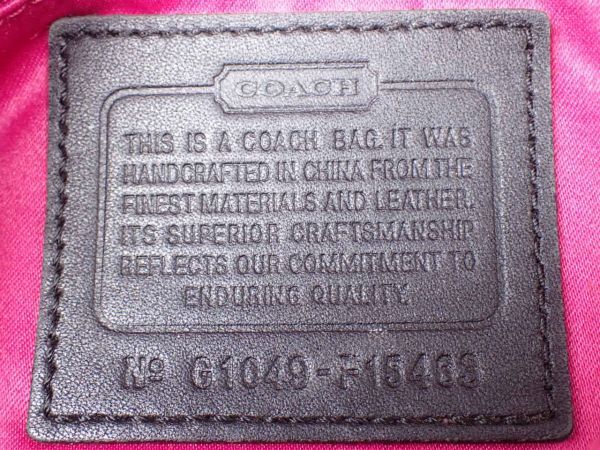 COACH
THIS IS A COACH BAG. IT WAS
HANDCRAFTED IN CHINA FROM THE
FINEST MATERIALS AND LEATHER.
ITS SUPERIOR CRAFTSMANSHIP
REFLECTS OUR COMMITMENT TO
ENDURING QUALITY.
Nº G1049-F15463